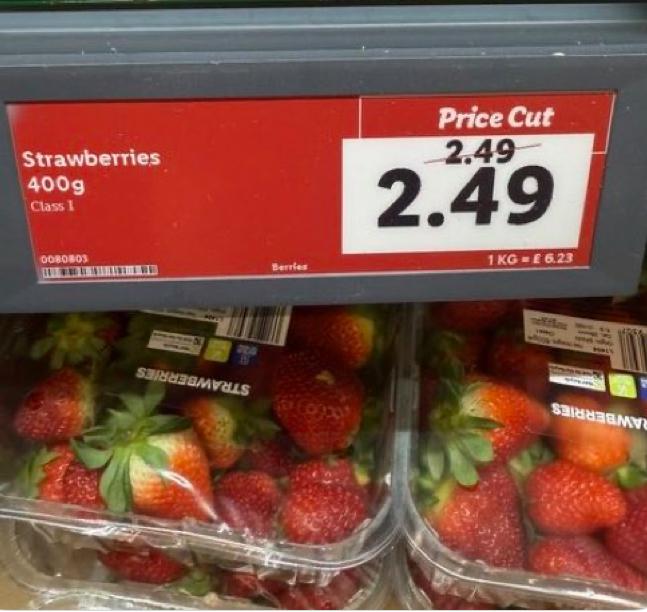 Price Cut
Strawberries
400g
Class I
2.49
2.49
0080803
Berries
1 KG = £ 6.23
STRAWBERRIES
STRAWBERRIES